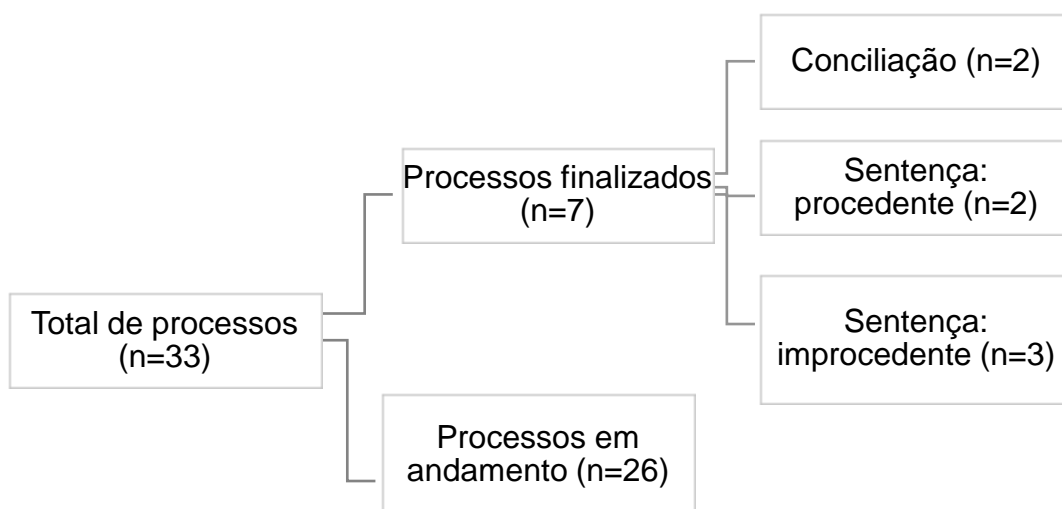 Total de processos
(n=33)
Processos finalizados
(n=7)
Processos em
andamento (n=26)
Conciliação (n=2)
Sentença:
procedente (n=2)
Sentença:
improcedente (n=3)